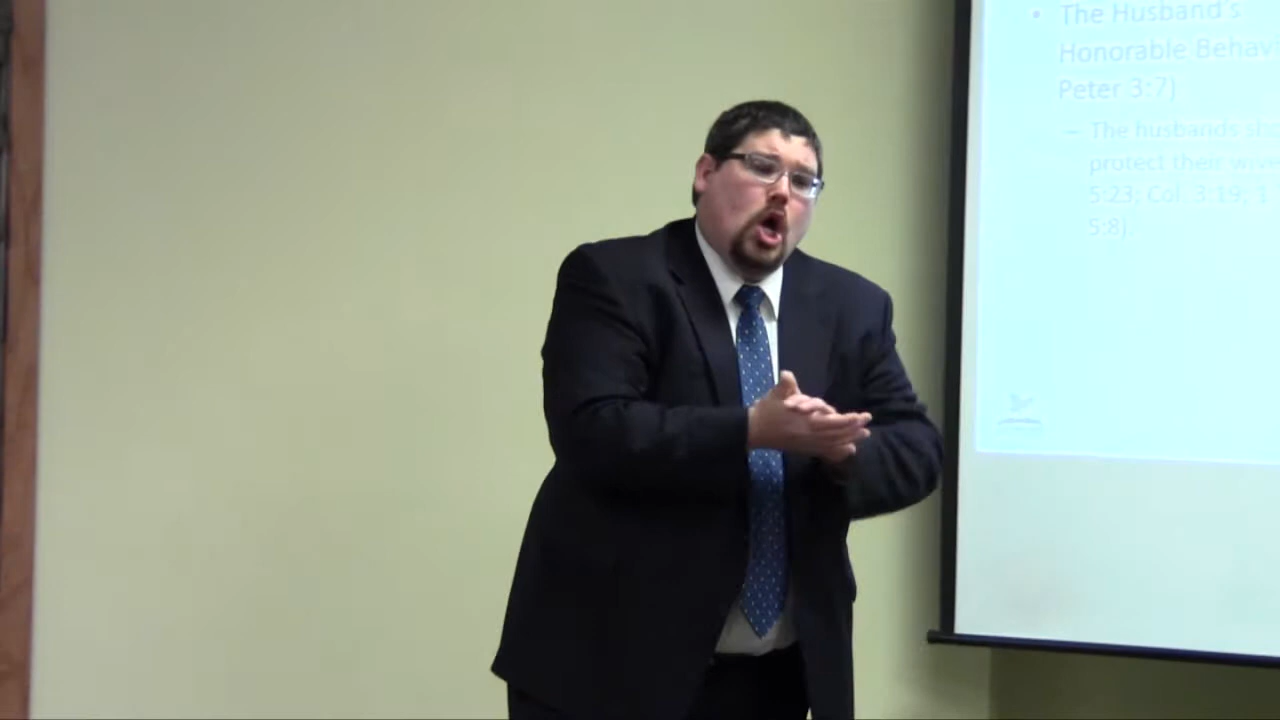 • The Husband's
Honorable Behavi
Peter 3:7)
— The husbands
protect their wive
5:23; Col. 3:19; 1
5:8)